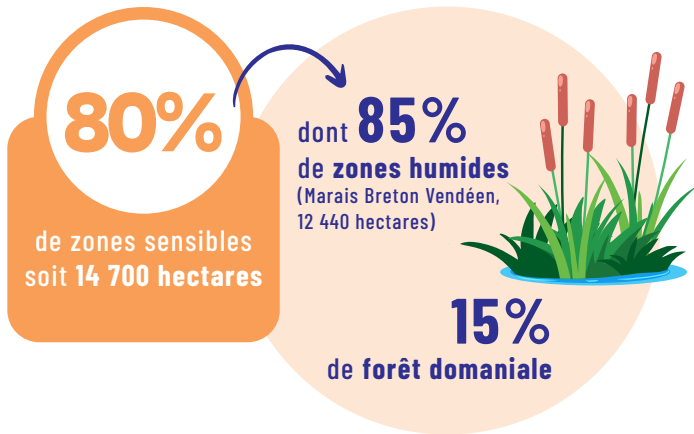 80%
de zones sensibles
soit 14 700 hectares
dont 85%
de zones humides
(Marais Breton Vendéen,
12 440 hectares)
15%
de forêt domaniale